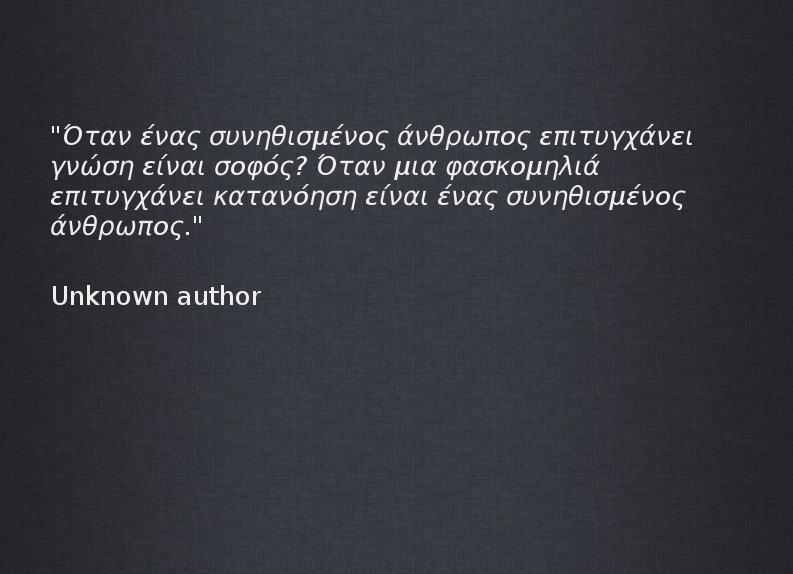 "Όταν ένας συνηθισμένος άνθρωπος επιτυγχάνει
γνώση είναι σοφός? Όταν μια φασκομηλιά
επιτυγχάνει κατανόηση είναι ένας συνηθισμένος
άνθρωπος."
Unknown author